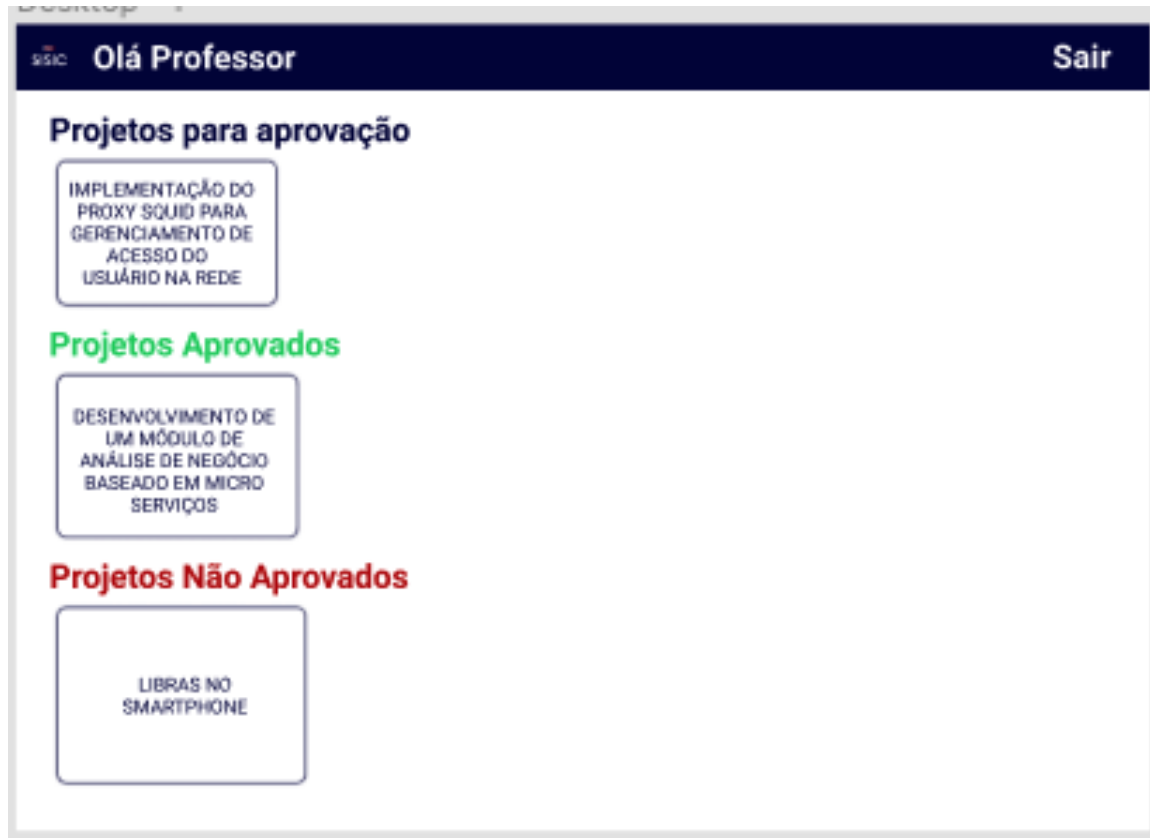 SISIC Olá Professor Sair
Projetos para aprovação
IMPLEMENTAÇÃO DO
PROXY SQUID PARA
GERENCIAMENTO DE
ACESSO DO
USUÁRIO NA REDE
Projetos Aprovados
DESENVOLVIMENTO DE
UM MÓDULO DE
ANÁLISE DE NEGÓCIO
BASEADO EM MICRO
SERVIÇOS
Projetos Não Aprovados
LIBRAS NO
SMARTPHONE